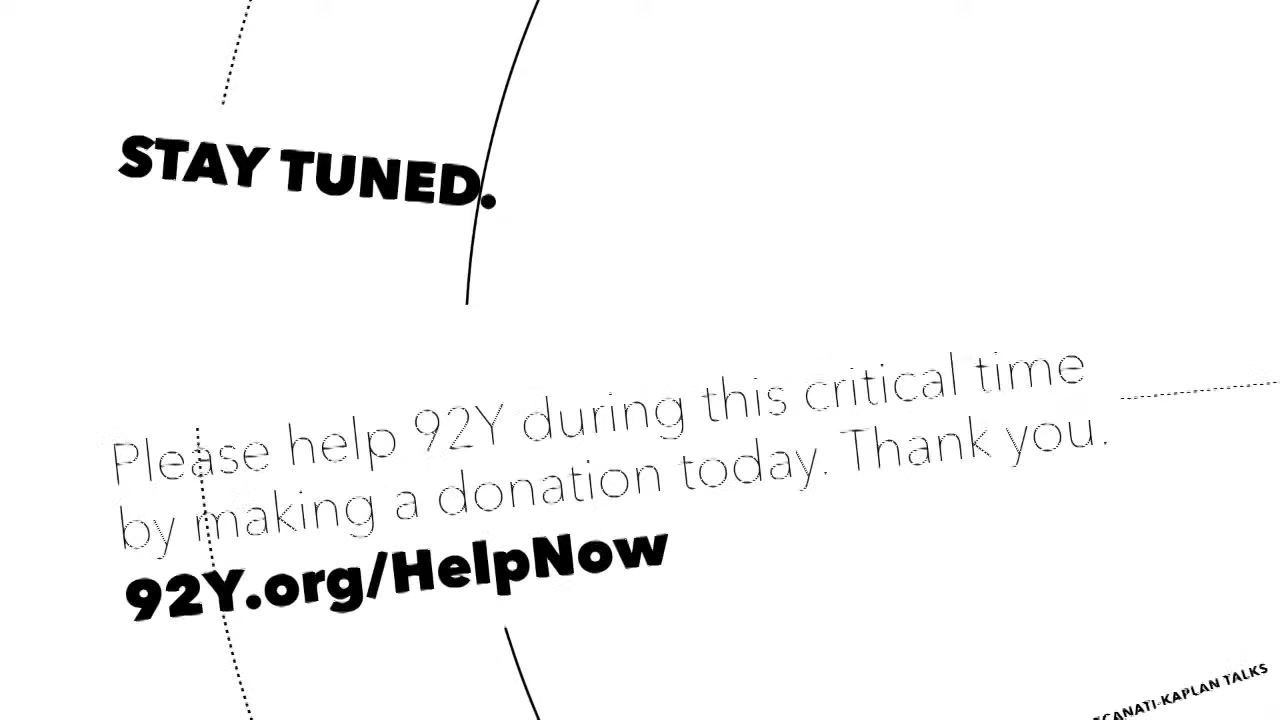 STAY TUNED.
Please help 92Y during this critical time
by making a donation today. Thank you.
92Y.org/HelpNow
KAPLAN TALKS